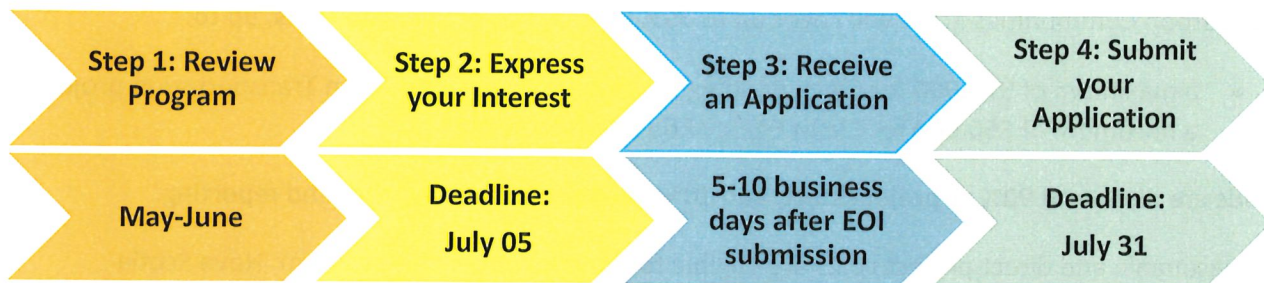 Step 1: Review
Program
Step 2: Express
your Interest
Step 3: Receive
an Application
Step 4: Submit
your
Application
May-June
Deadline:
July 05
5-10 business
days after EOI
submission
Deadline:
July 31